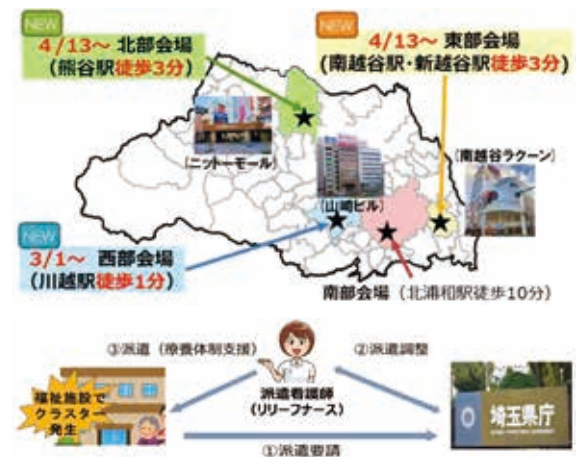 NEW
4/13～ 北部会場
（熊谷駅徒歩3分）
NEW
4/13～ 東部会場
(南越谷駅・新越谷駅徒歩3分)
[ニットーモール]
[山崎ビル]
[南越谷ラクーン]
NEW
3/1～ 西部会場
(川越駅徒歩1分)
南部会場（北浦和駅徒歩10分）
③派遣（療養体制支援）
②派遣調整
福祉施設で
クラスター
発生
派遣看護師
（リリーフナース）
埼玉県庁
①派遣要請